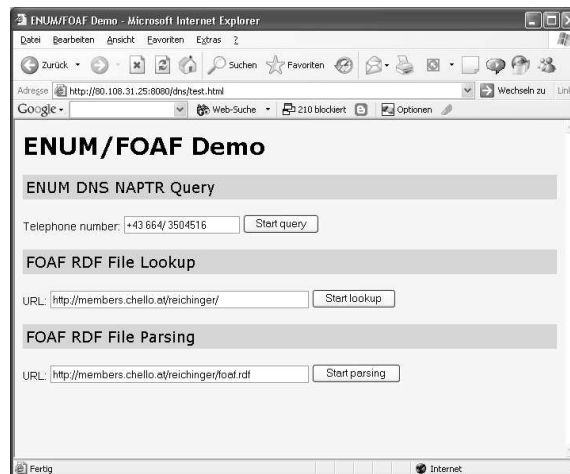 ENUM/FOAF Demo - Microsoft Internet Explorer
Datei Bearbeiten Ansicht Favoriten Extras ?
Zurück Suchen Favoriten
Adresse http://80.108.31.25:8080/dns/test.html Wechseln zu
Google Web-Suche 210 blockiert Optionen
ENUM/FOAF Demo
ENUM DNS NAPTR Query
Telephone number: +43 664/ 3504516 Start query
FOAF RDF File Lookup
URL: http://members.chello.at/reichinger/ Start lookup
FOAF RDF File Parsing
URL: http://members.chello.at/reichinger/foaf.rdf Start parsing
Fertig Internet